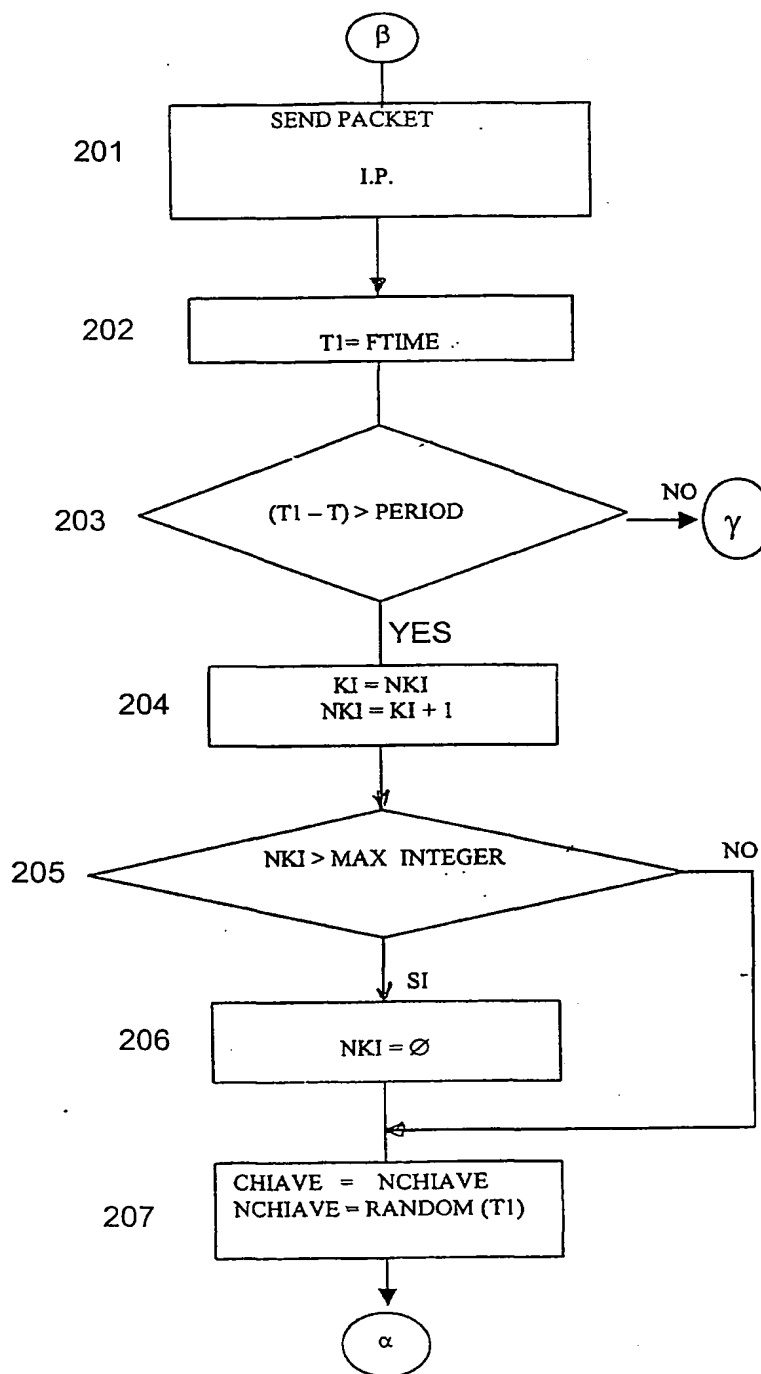 β
201
SEND PACKET
I.P.
202
T1= FTIME
203
(T1 – T) > PERIOD
NO
γ
YES
204
KI = NKI
NKI = KI + 1
205
NKI > MAX INTEGER
NO
SI
206
NKI = Ø
207
CHIAVE = NCHIAVE
NCHIAVE = RANDOM (T1)
α